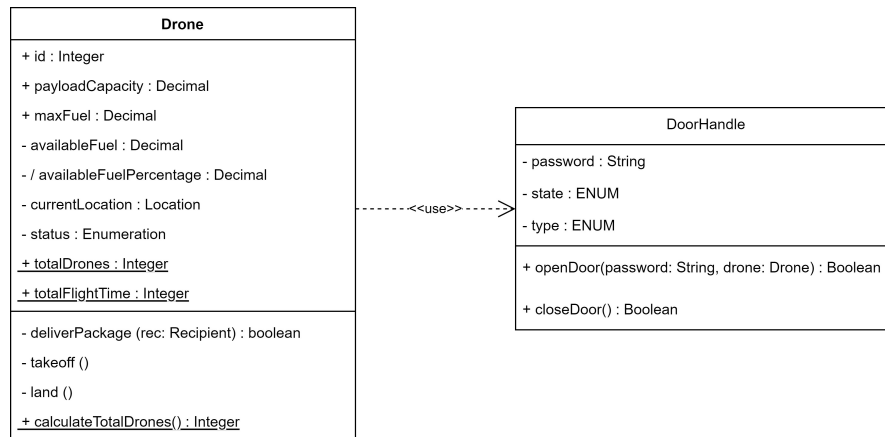 Drone
+ id : Integer
+ payloadCapacity : Decimal
+ maxFuel : Decimal
- availableFuel : Decimal
- / availableFuelPercentage : Decimal
- currentLocation : Location
- status : Enumeration
+ totalDrones : Integer
+ totalFlightTime : Integer
- deliverPackage (rec: Recipient) : boolean
- takeoff ()
- land ()
+ calculateTotalDrones() : Integer
<<use>>
DoorHandle
- password : String
- state : ENUM
- type : ENUM
+ openDoor(password: String, drone: Drone) : Boolean
+ closeDoor() : Boolean